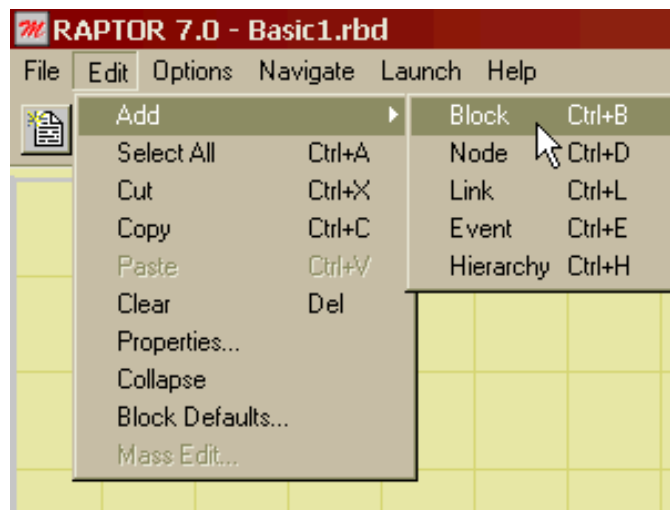 RAPTOR 7.0 - Basic1.rbd
File Edit Options Navigate Launch Help
Add
Select All Ctrl+A
Cut Ctrl+X
Copy Ctrl+C
Paste Ctrl+V
Clear Del
Properties...
Collapse
Block Defaults...
Mass Edit...
Block Ctrl+B
Node Ctrl+D
Link Ctrl+L
Event Ctrl+E
Hierarchy Ctrl+H